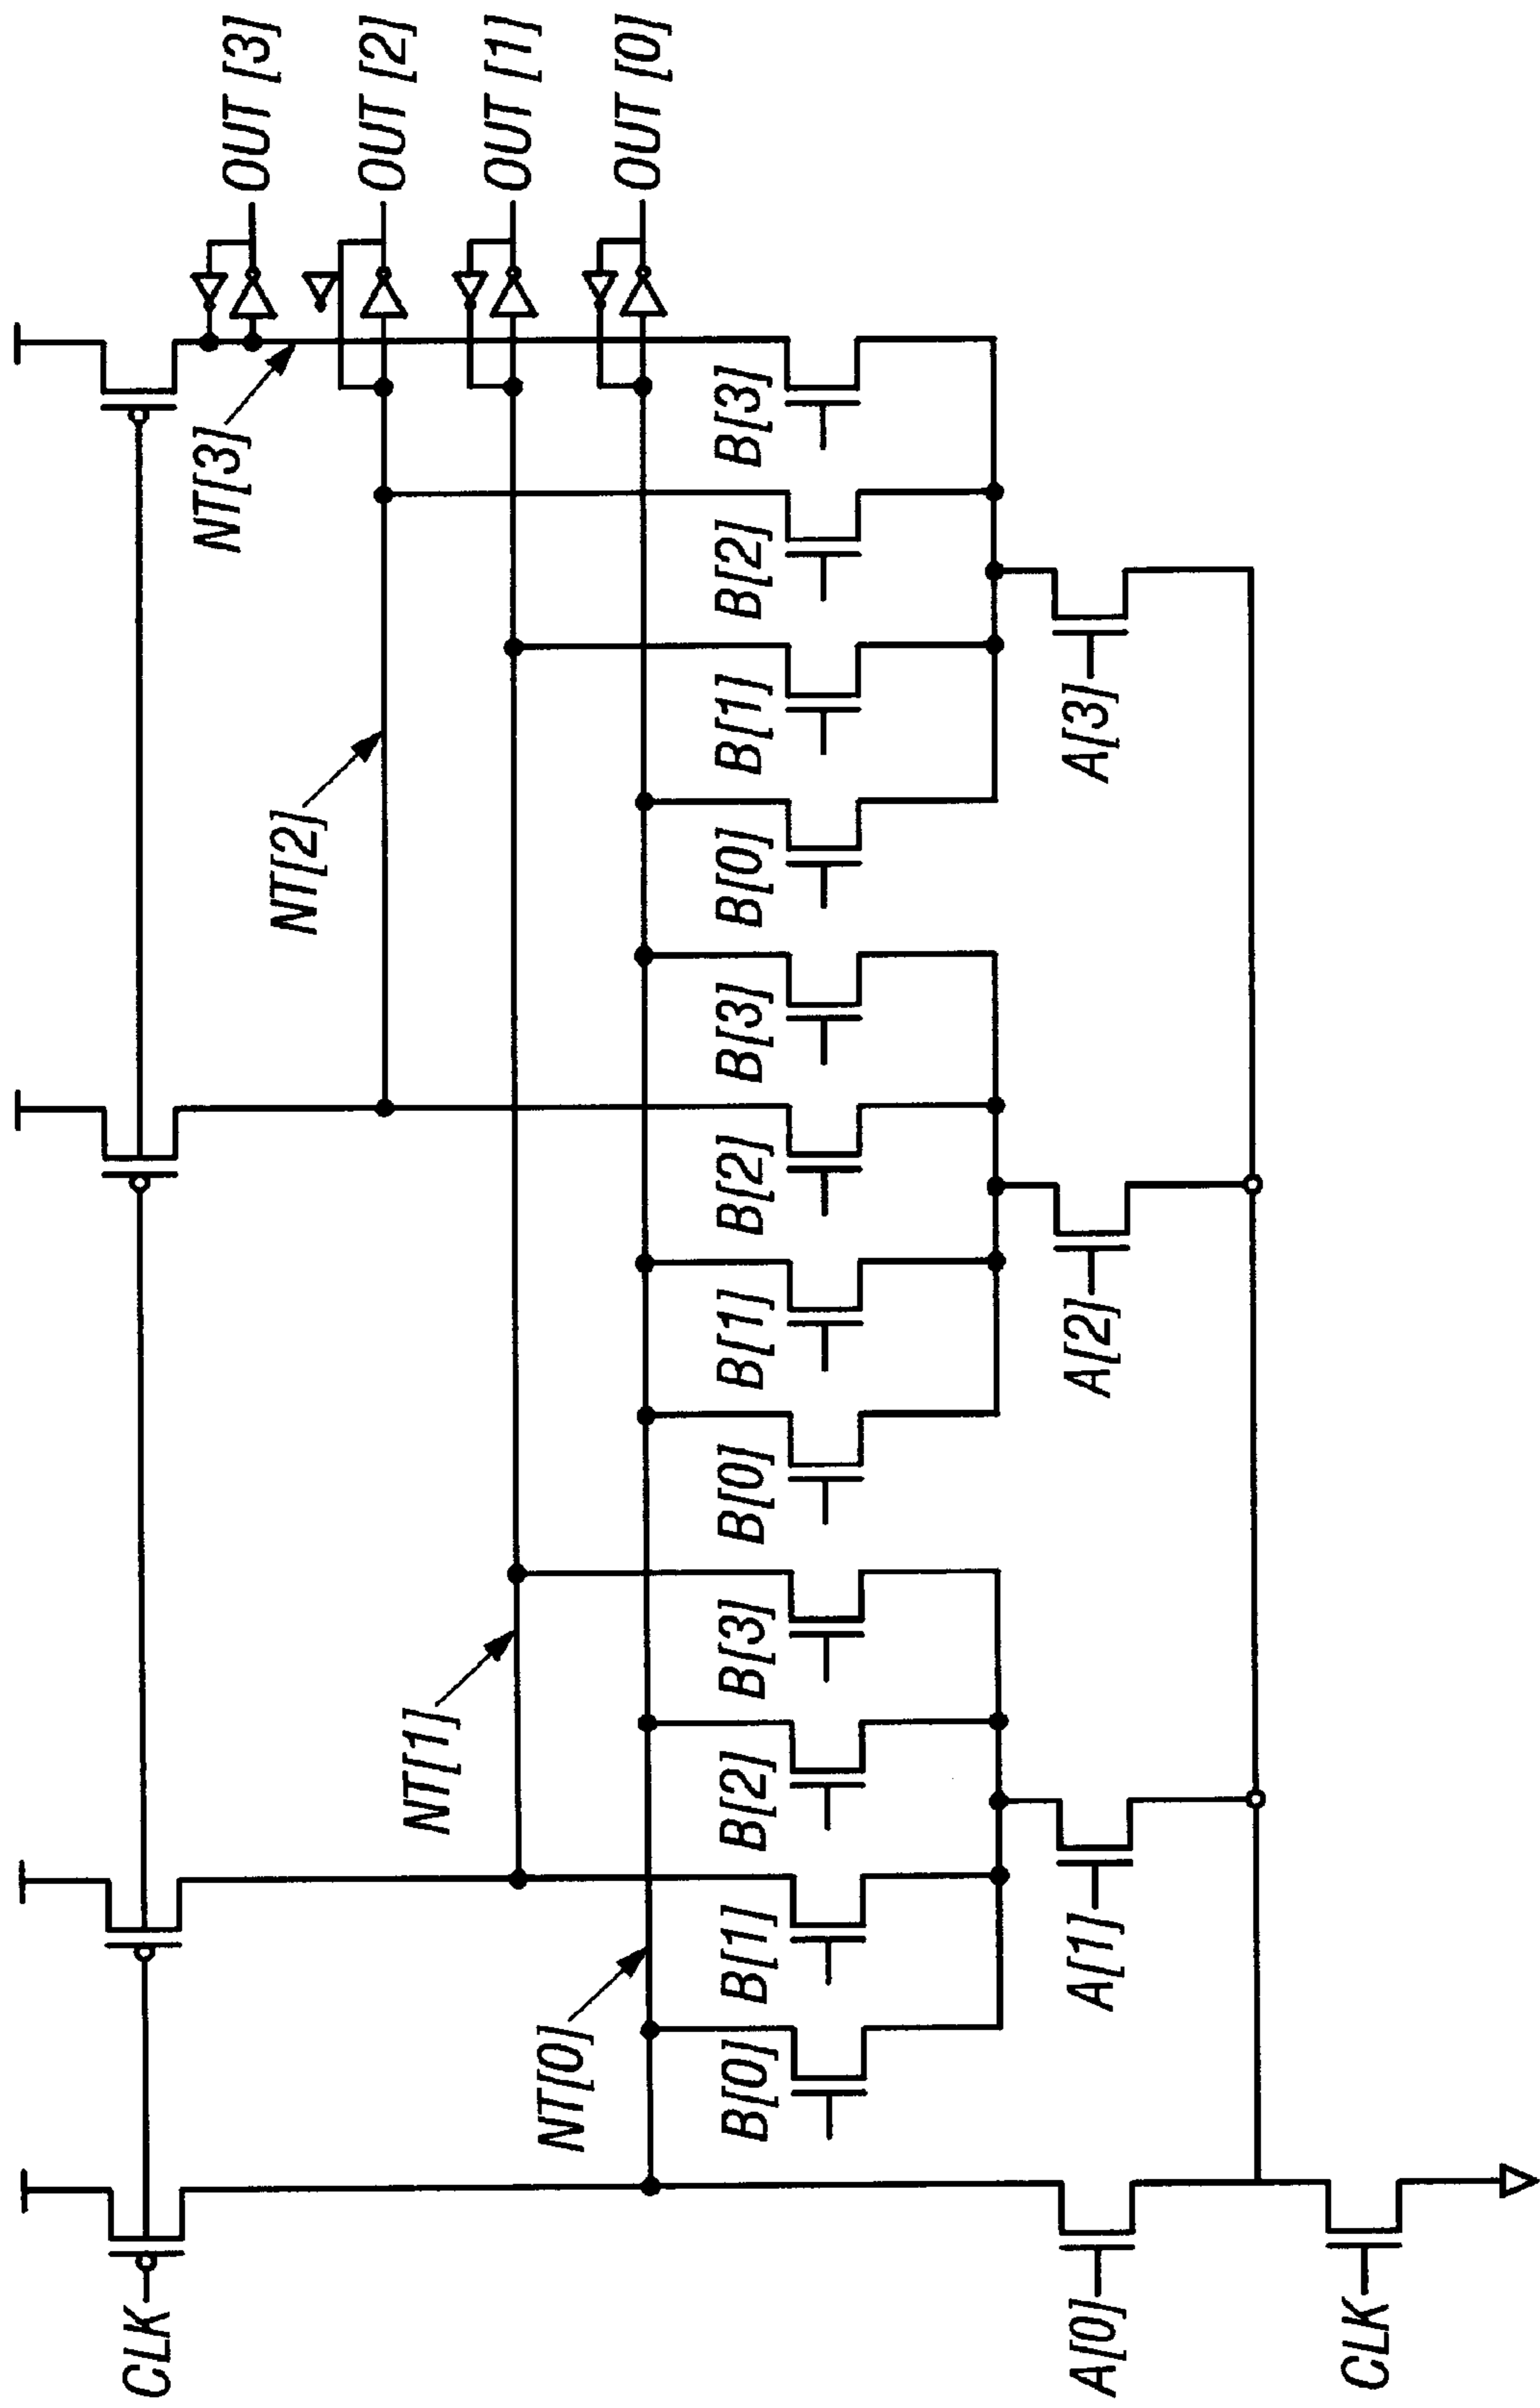 CLK
NT[3]
OUT [3]
NT[2]
OUT [2]
NT[1]
OUT [1]
NT[0]
OUT [0]
B[0]
B[1]
B[2]
B[3]
B[0]
B[1]
B[2]
B[3]
B[0]
B[1]
B[2]
B[3]
A[0]
A[1]
A[2]
A[3]
CLK